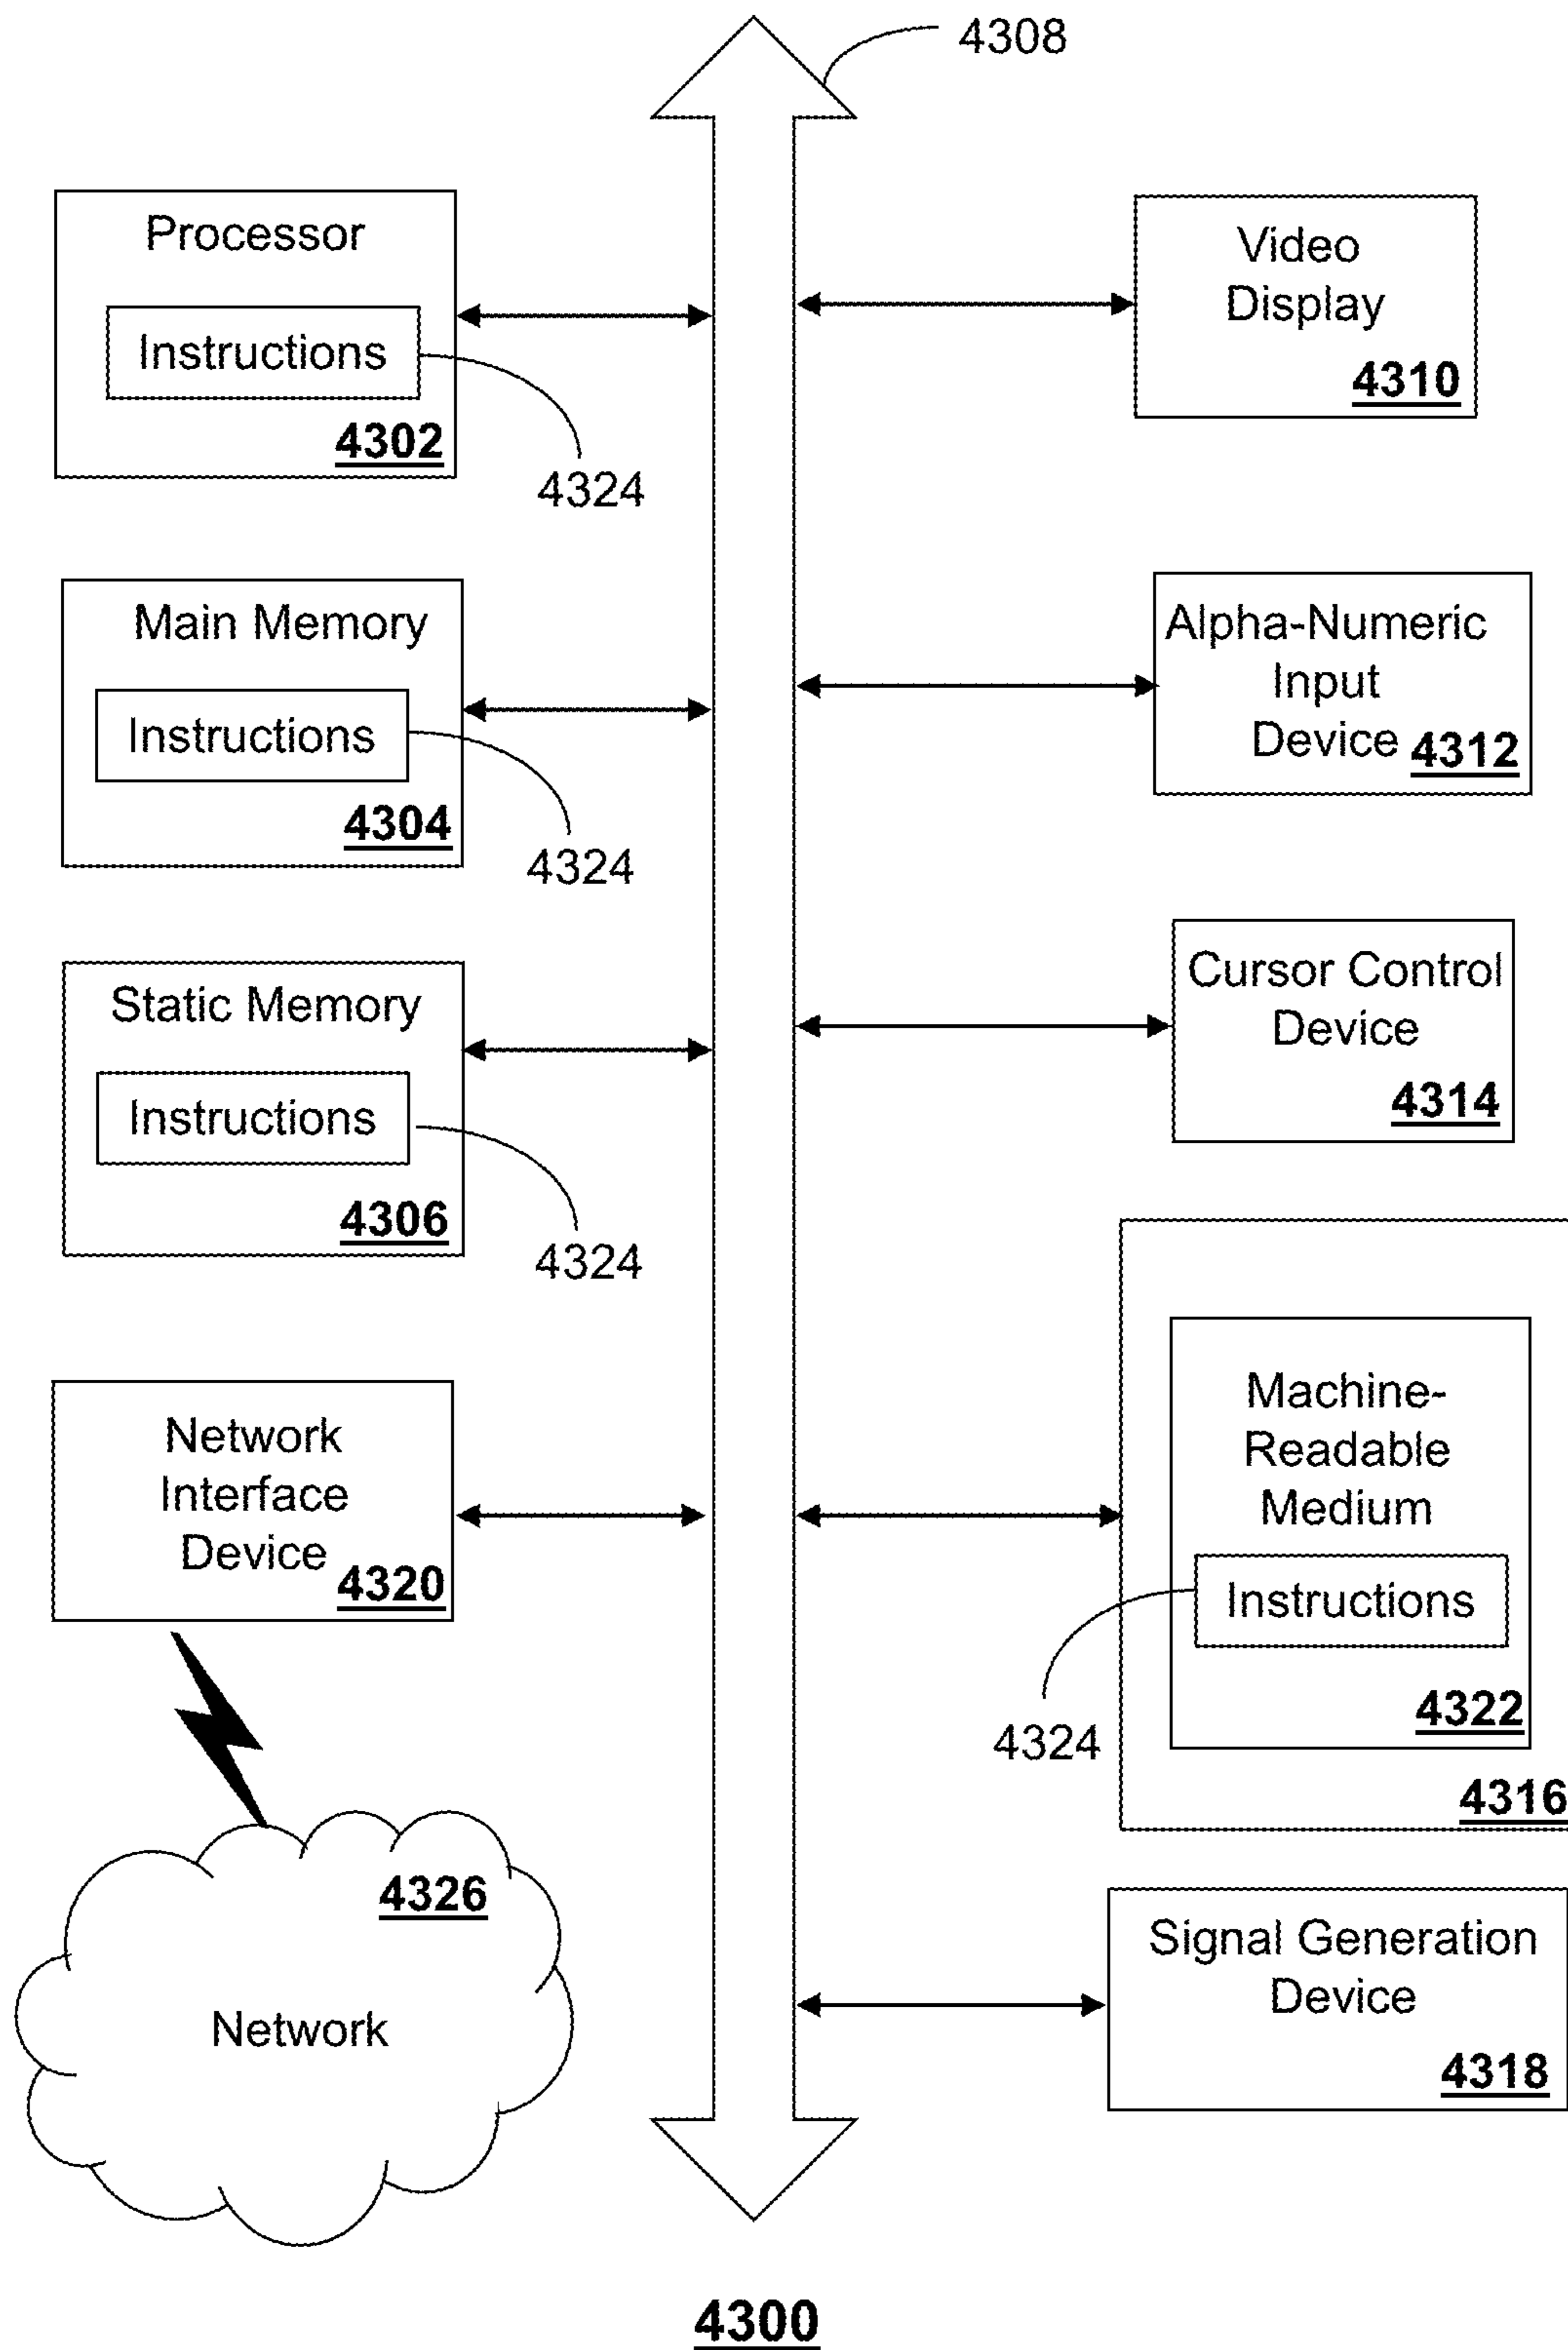 4308
Processor
Instructions
4302
4324
Main Memory
Instructions
4304
4324
Static Memory
Instructions
4306
4324
Network
Interface
Device
4320
4326
Network
Video
Display
4310
Alpha-Numeric
Input
Device 4312
Cursor Control
Device
4314
Machine-
Readable
Medium
Instructions
4322
4324
4316
Signal Generation
Device
4318
4300